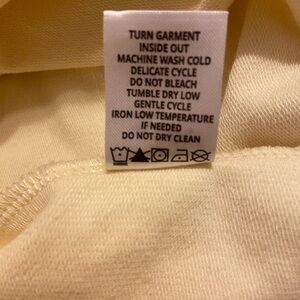 TURN GARMENT
INSIDE OUT
MACHINE WASH COLD
DELICATE CYCLE
DO NOT BLEACH
TUMBLE DRY LOW
GENTLE CYCLE
IRON LOW TEMPERATURE
IF NEEDED
DO NOT DRY CLEAN